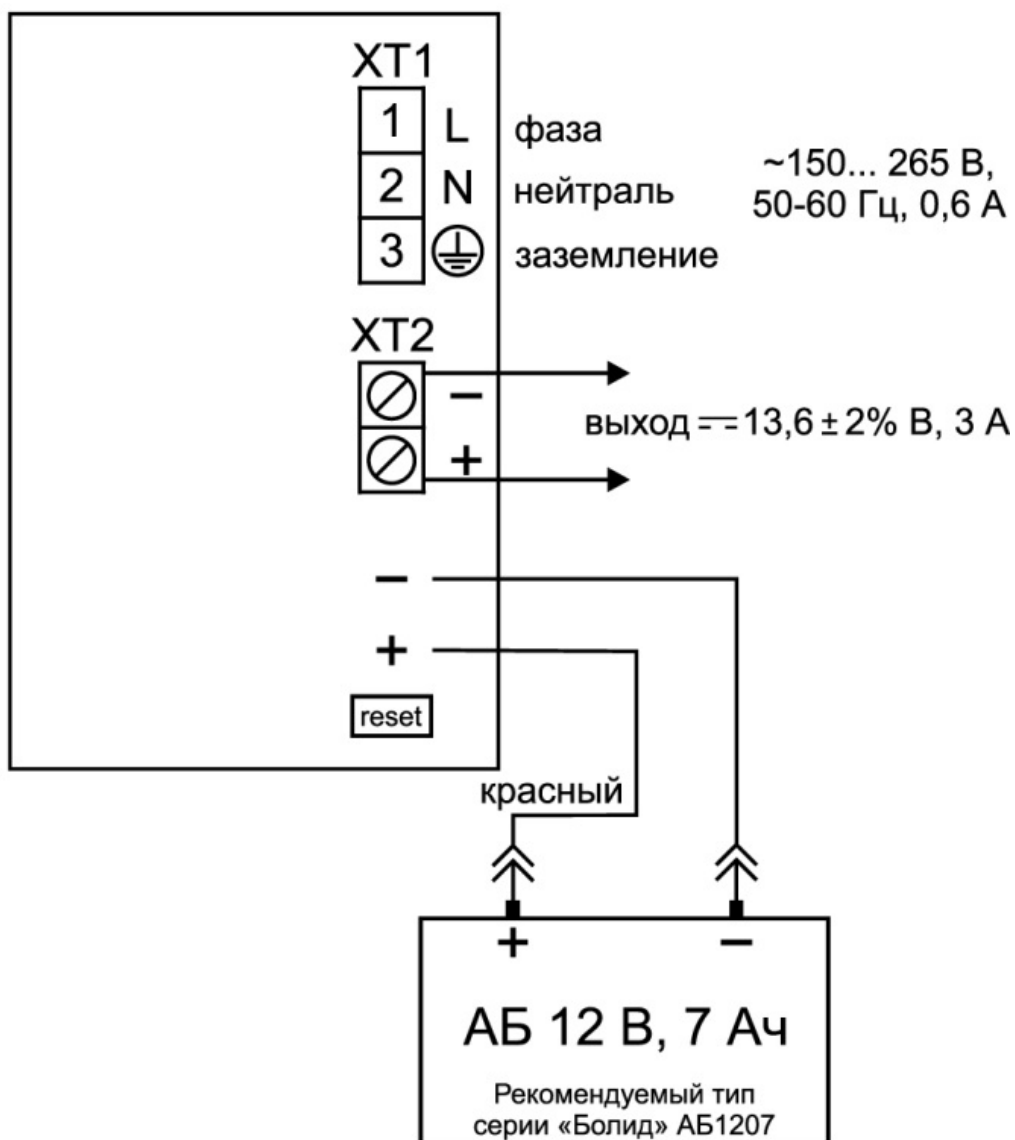 XT1
1 L фаза
2 N нейтраль
3 заземление
~150... 265 В,
50-60 Гц, 0,6 А
XT2
−
+
выход 13,6 ± 2% В, 3 А
−
+
reset
красный
+ −
АБ 12 В, 7 Ач
Рекомендуемый тип
серии «Болид» АБ1207